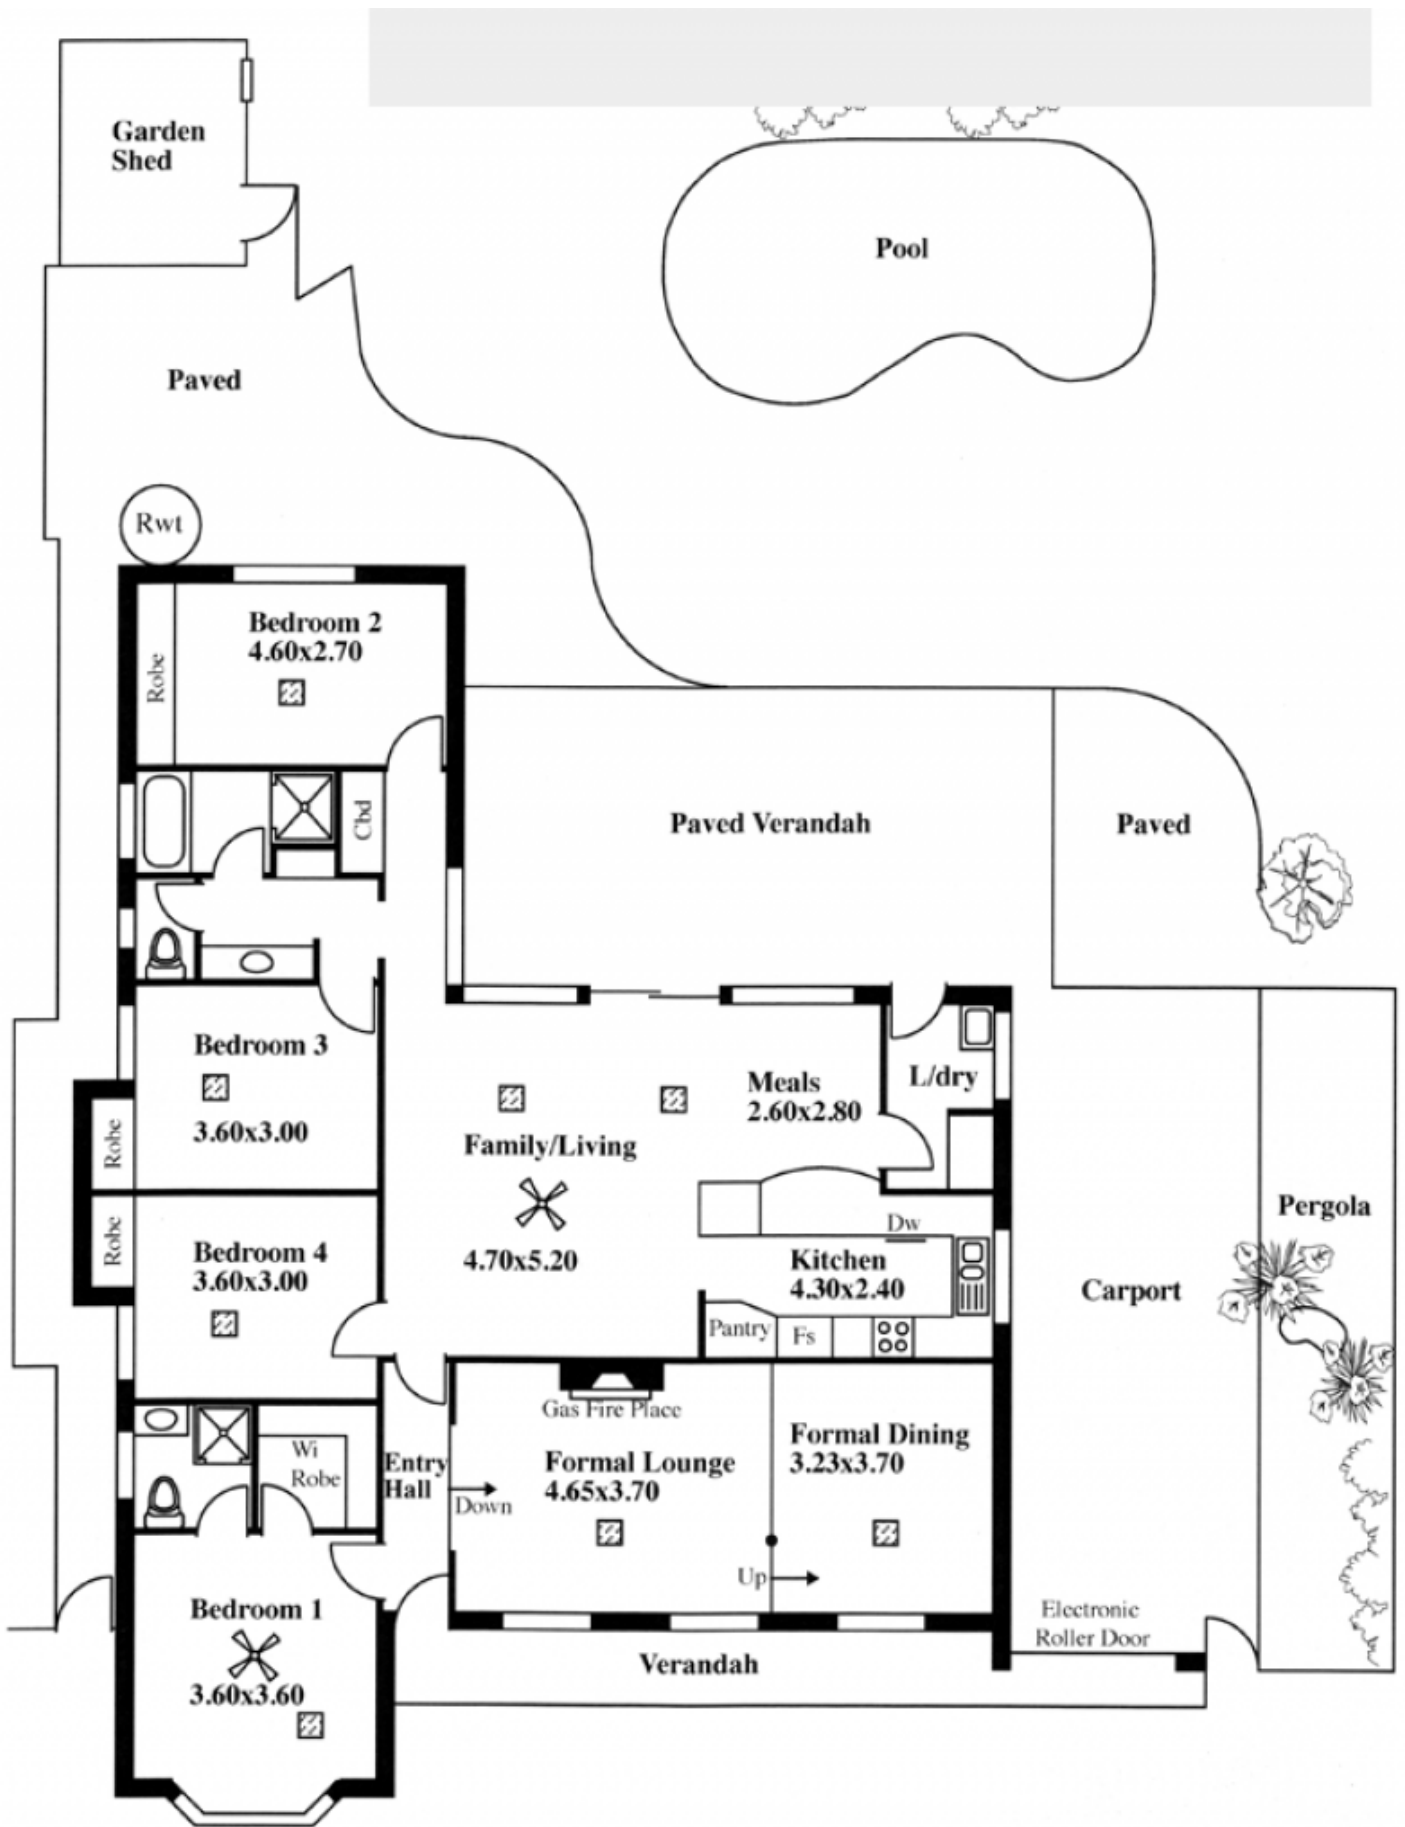 Garden
Shed
Pool
Paved
Rwt
Bedroom 2
4.60x2.70
Robe
Cbd
Paved Verandah
Paved
Bedroom 3
3.60x3.00
Robe
Meals
2.60x2.80
L/dry
Family/Living
4.70x5.20
Robe
Bedroom 4
3.60x3.00
Dw
Kitchen
4.30x2.40
Pantry
Fs
Pergola
Carport
Gas Fire Place
Wi
Robe
Entry
Hall
Down
Formal Lounge
4.65x3.70
Formal Dining
3.23x3.70
Up
Bedroom 1
3.60x3.60
Verandah
Electronic
Roller Door